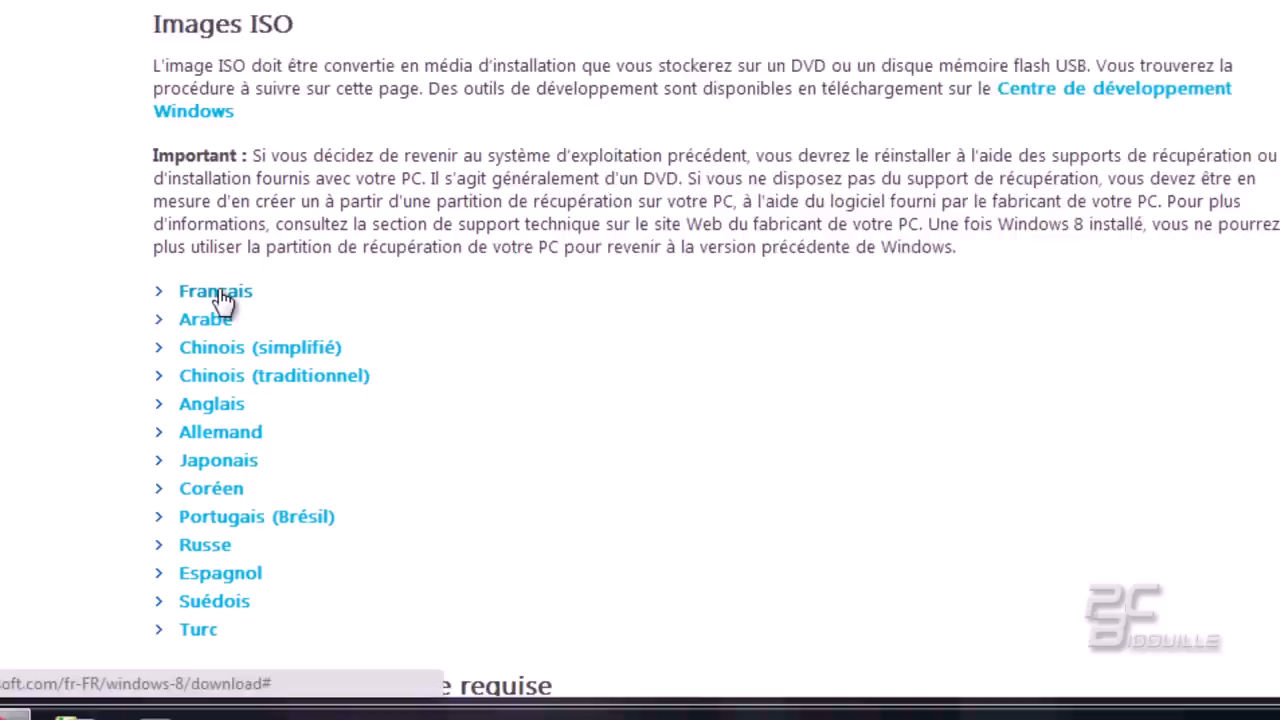 Images ISO
L'image ISO doit être convertie en média d'installation que vous stockerez sur un DVD ou un disque mémoire flash USB. Vous trouverez la
procédure à suivre sur cette page. Des outils de développement sont disponibles en téléchargement sur le Centre de développement
Windows
Important : Si vous décidez de revenir au système d'exploitation précédent, vous devrez le réinstaller à l'aide des supports de récupération ou
d'installation fournis avec votre PC. Il s'agit généralement d'un DVD. Si vous ne disposez pas du support de récupération, vous devez être en
mesure d'en créer un à partir d'une partition de récupération sur votre PC, à l'aide du logiciel fourni par le fabricant de votre PC. Pour plus
d'informations, consultez la section de support technique sur le site Web du fabricant de votre PC. Une fois Windows 8 installé, vous ne pourrez
plus utiliser la partition de récupération de votre PC pour revenir à la version précédente de Windows.
Français
Arabe
Chinois (simplifié)
Chinois (traditionnel)
Anglais
Allemand
Japonais
Coréen
Portugais (Brésil)
Russe
Espagnol
Suédois
Turc
PC
BIDOUILLE
soft.com/fr-FR/windows-8/download#
e requise